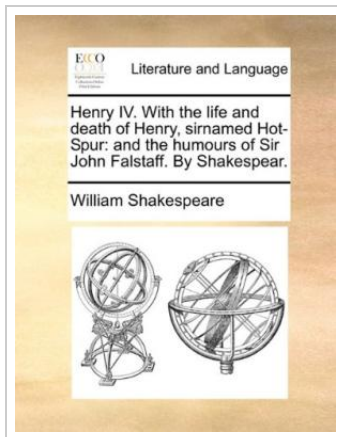 ECCO
Literature and Language
Henry IV. With the life and
death of Henry, sirnamed Hot-
Spur: and the humours of Sir
John Falstaff. By Shakespear.
William Shakespeare